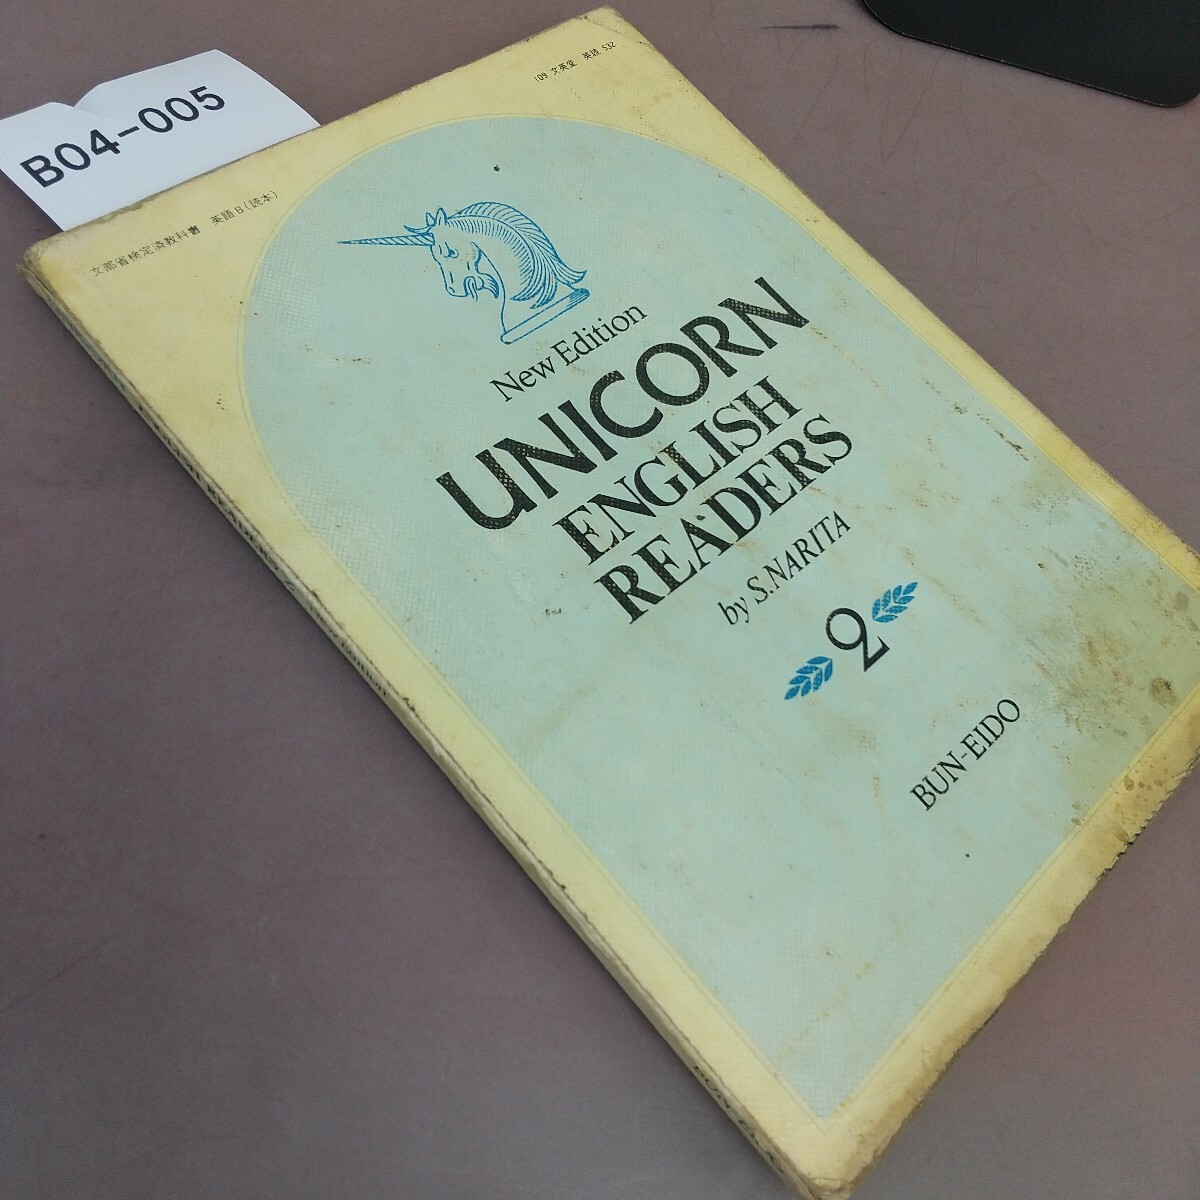 B04-005
109 文英堂 英読 532
文部省検定済教科書 英語B(読本)
New Edition
UNICORN
ENGLISH
READERS
by S.NARITA
2
BUN-EIDO